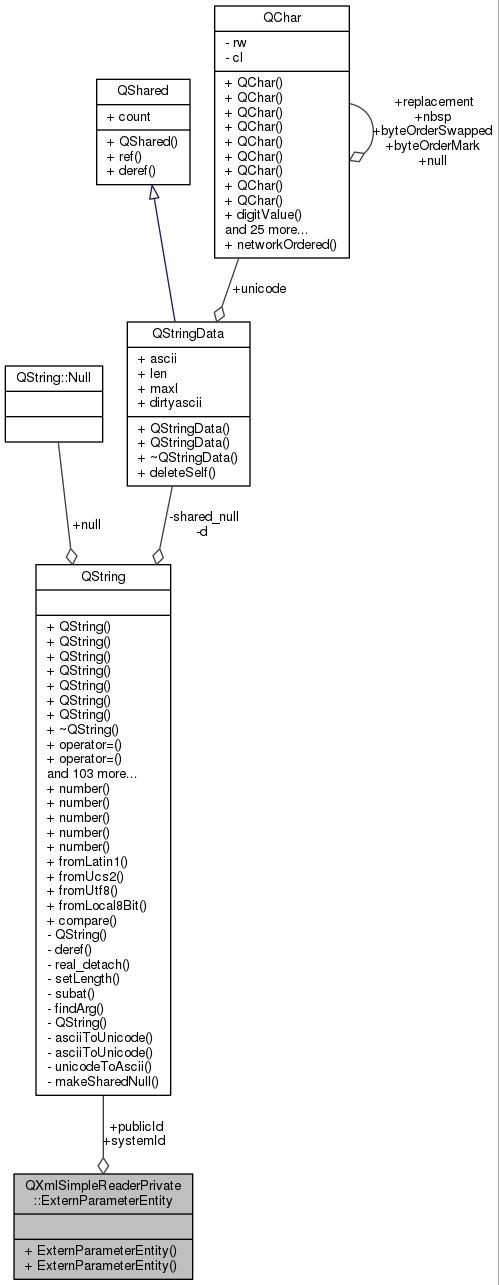 QChar
- rw
- cl
+ QChar()
+ QChar()
+ QChar()
+ QChar()
+ QChar()
+ QChar()
+ QChar()
+ QChar()
+ QChar()
+ digitValue()
and 25 more...
+ networkOrdered()
+replacement
+nbsp
+byteOrderSwapped
+byteOrderMark
+null
QShared
+ count
+ QShared()
+ ref()
+ deref()
+unicode
QStringData
+ ascii
+ len
+ maxl
+ dirtyascii
+ QStringData()
+ QStringData()
+ ~QStringData()
+ deleteSelf()
QString::Null
+null
-shared_null
-d
QString
+ QString()
+ QString()
+ QString()
+ QString()
+ QString()
+ QString()
+ QString()
+ ~QString()
+ operator=()
+ operator=()
and 103 more...
+ number()
+ number()
+ number()
+ number()
+ number()
+ fromLatin1()
+ fromUcs2()
+ fromUtf8()
+ fromLocal8Bit()
+ compare()
- QString()
- deref()
- real_detach()
- setLength()
- subat()
- findArg()
- QString()
- asciiToUnicode()
- asciiToUnicode()
- unicodeToAscii()
- makeSharedNull()
+publicId
+systemId
QXmlSimpleReaderPrivate
::ExternParameterEntity
+ ExternParameterEntity()
+ ExternParameterEntity()